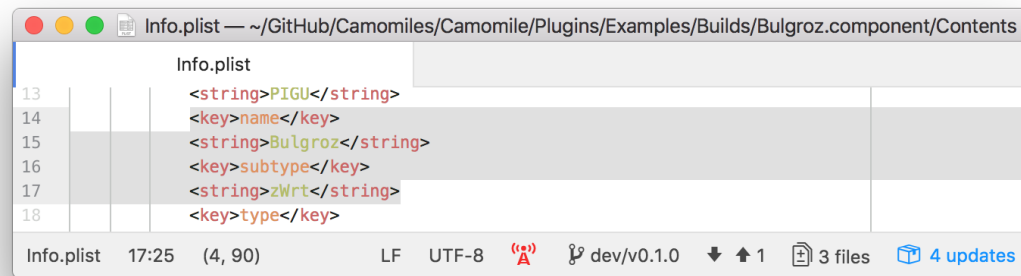 Info.plist — ~/GitHub/Camomiles/Camomile/Plugins/Examples/Builds/Bulgroz.component/Contents
Info.plist
13 <string>PIGU</string>
14 <key>name</key>
15 <string>Bulgroz</string>
16 <key>subtype</key>
17 <string>zWrt</string>
18 <key>type</key>
Info.plist 17:25 (4, 90) LF UTF-8 dev/v0.1.0 1 3 files 4 updates